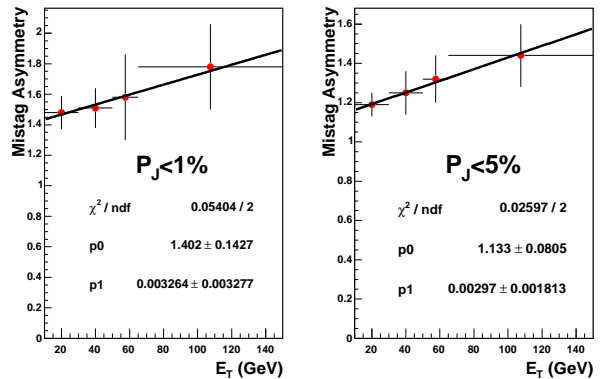 Mistag Asymmetry
2
1.8
1.6
1.4
1.2
1
0.8
0.6
0.4
0.2
0
P_J<1%
χ² / ndf 0.05404 / 2
p0 1.402 ± 0.1427
p1 0.003264 ± 0.003277
20 40 60 80 100 120 140
E_T (GeV)
Mistag Asymmetry
1.6
1.4
1.2
1
0.8
0.6
0.4
0.2
0
P_J<5%
χ² / ndf 0.02597 / 2
p0 1.133 ± 0.0805
p1 0.00297 ± 0.001813
20 40 60 80 100 120 140
E_T (GeV)